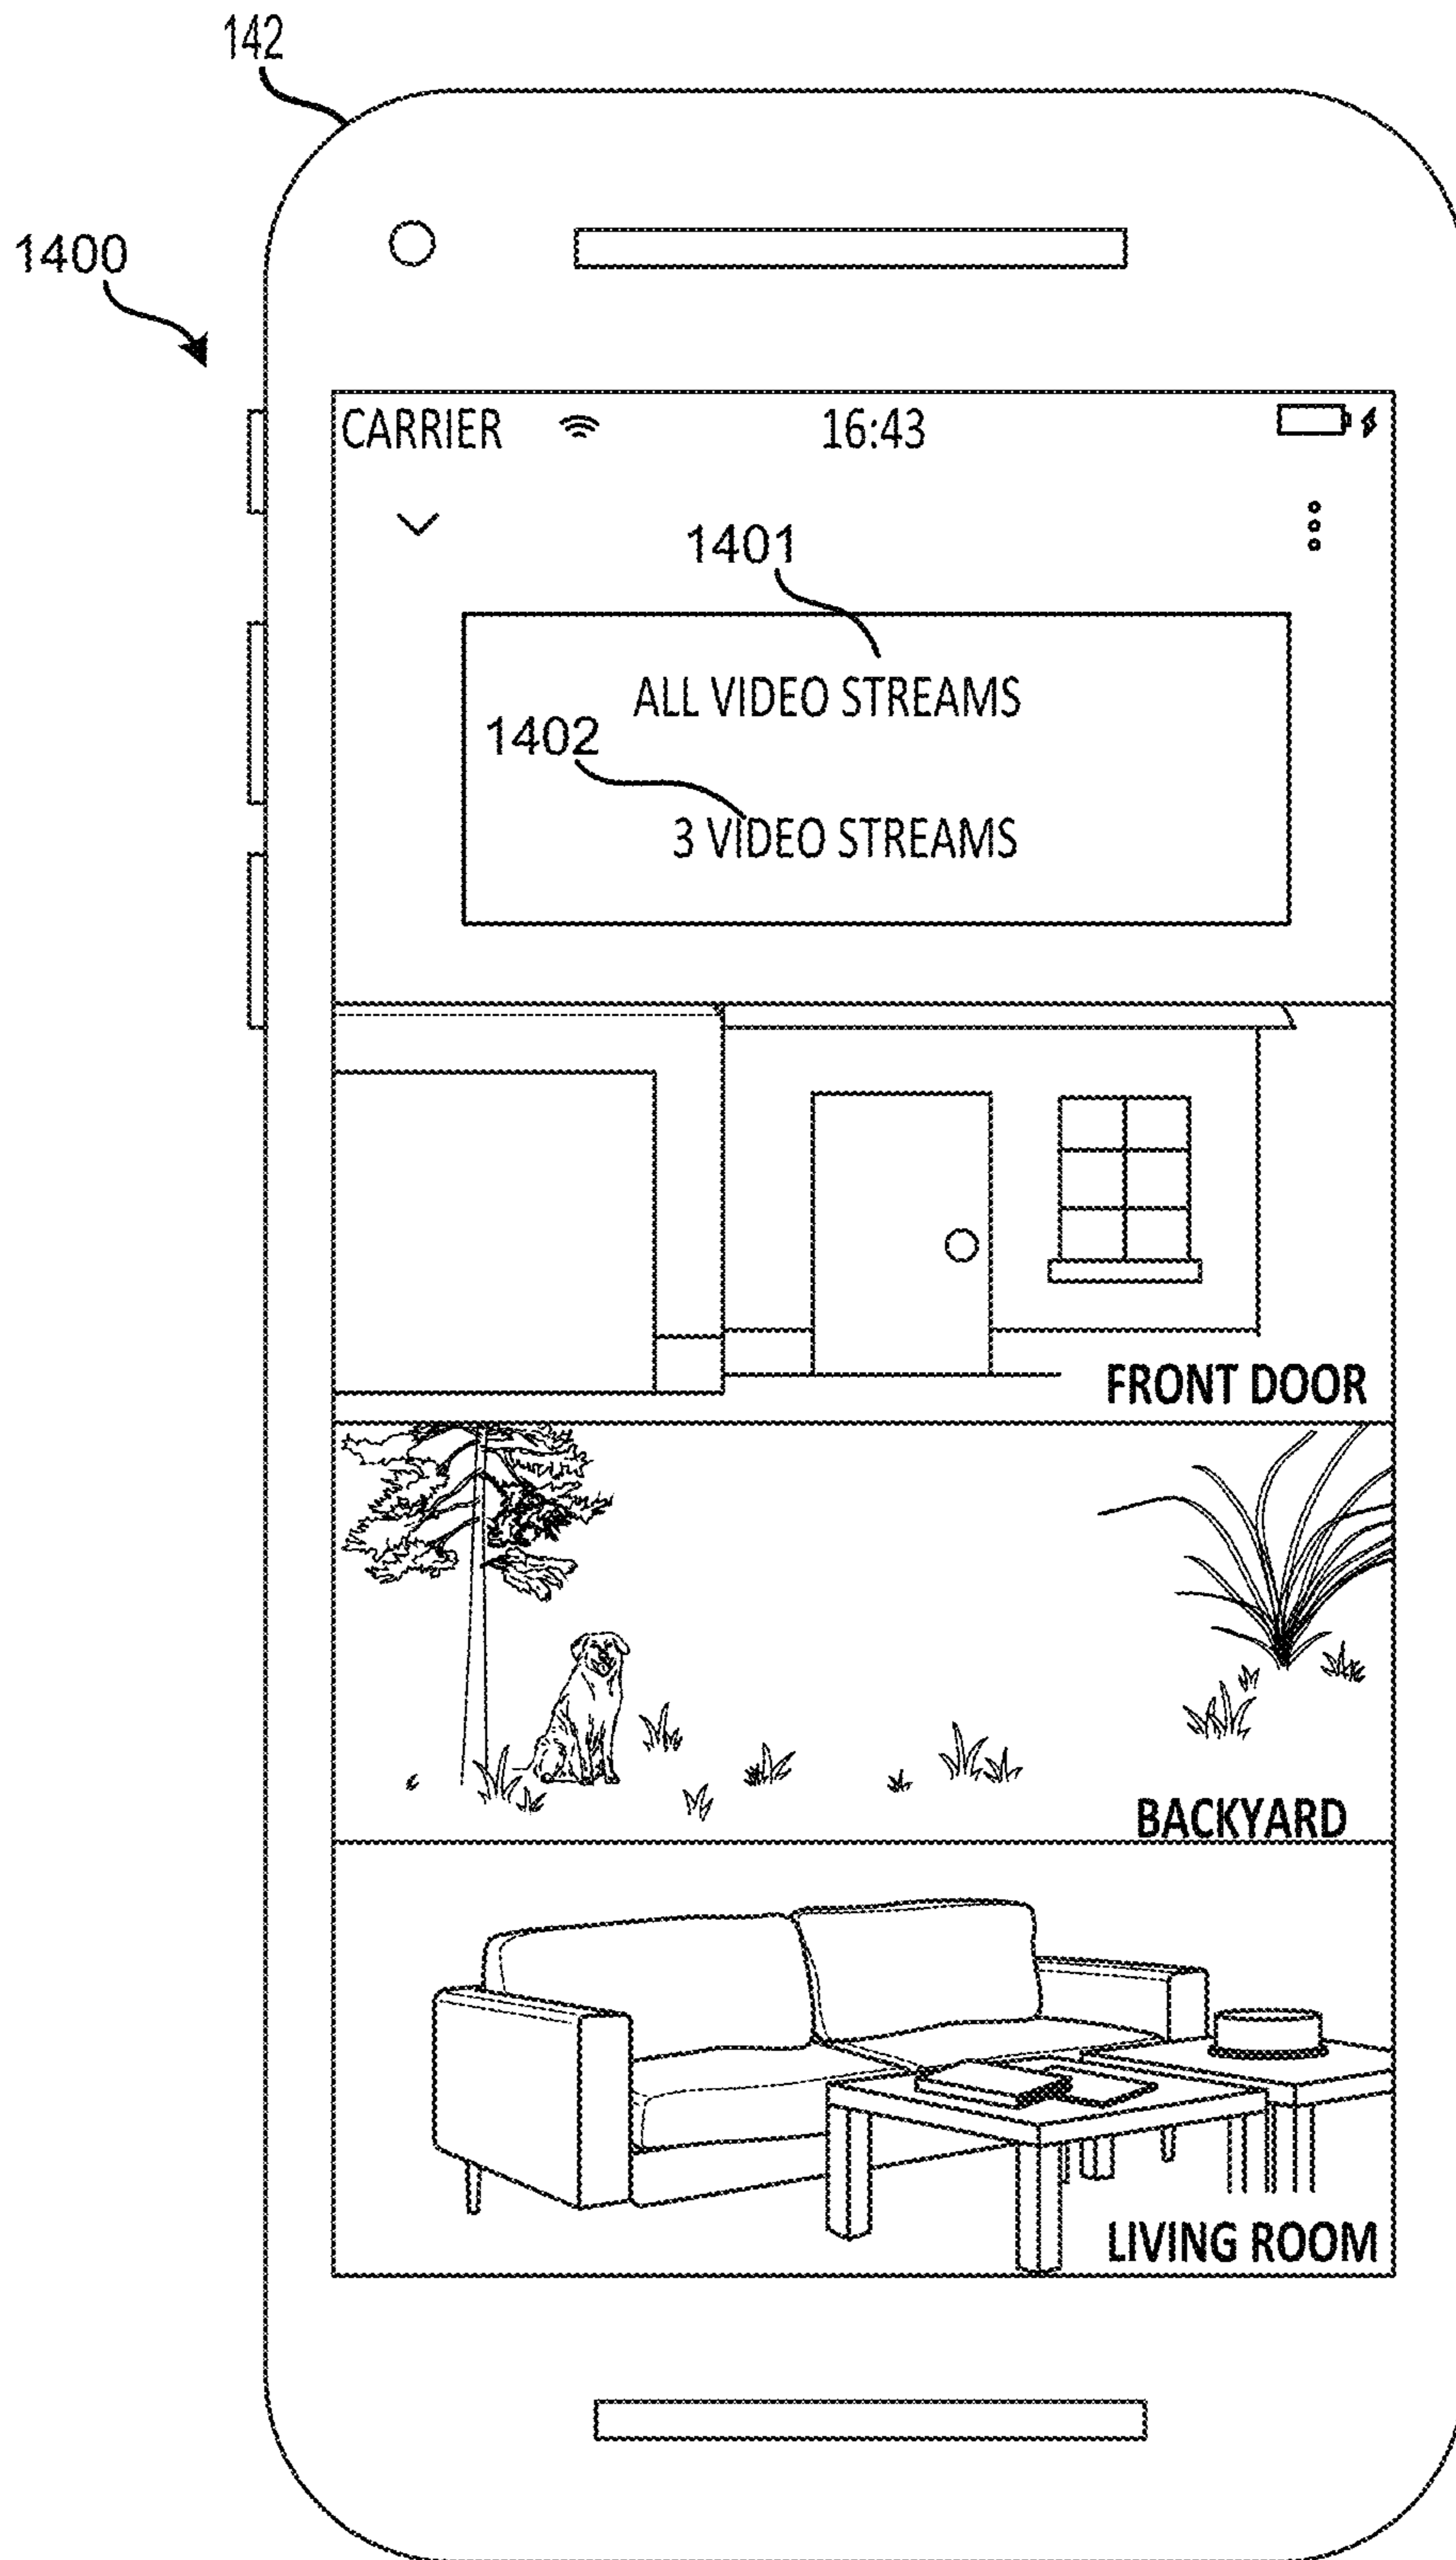 142
1400
CARRIER 16:43
1401
ALL VIDEO STREAMS
1402
3 VIDEO STREAMS
FRONT DOOR
BACKYARD
LIVING ROOM